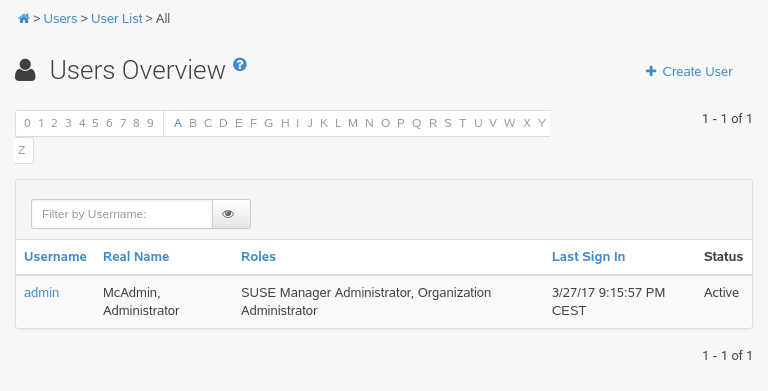 > Users > User List > All
Users Overview ?
+ Create User
0 1 2 3 4 5 6 7 8 9 A B C D E F G H I J K L M N O P Q R S T U V W X Y
1 - 1 of 1
Z
Filter by Username:
Username Real Name Roles Last Sign In Status
admin McAdmin, SUSE Manager Administrator, Organization 3/27/17 9:15:57 PM Active
Administrator Administrator CEST
1 - 1 of 1